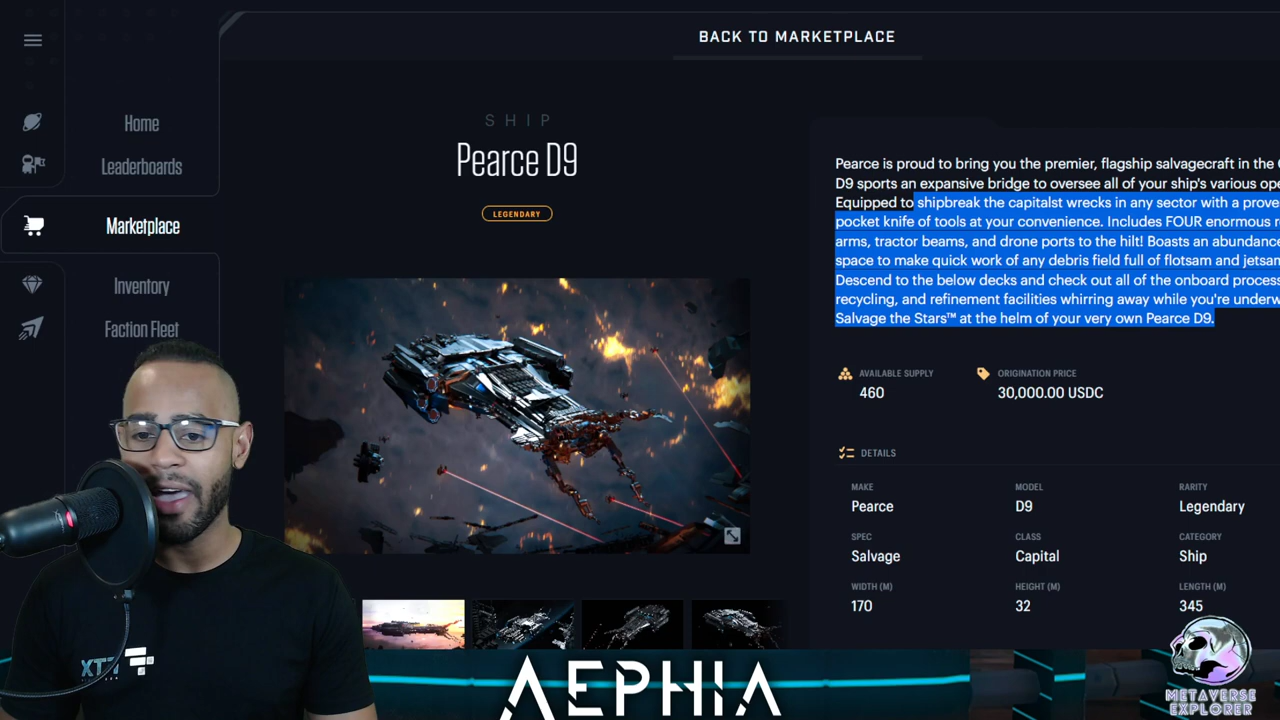 BACK TO MARKETPLACE
Home
Leaderboards
Marketplace
Inventory
Faction Fleet
SHIP
Pearce D9
LEGENDARY
Pearce is proud to bring you the premier, flagship salvagecraft in the
D9 sports an expansive bridge to oversee all of your ship's various
Equipped to shipbreak the capitalst wrecks in any sector with a
pocket knife of tools at your convenience. Includes FOUR enormous
arms, tractor beams, and drone ports to the hilt! Boasts an
space to make quick work of any debris field full of flotsam and
Descend to the below decks and check out all of the onboard
recycling, and refinement facilities whirring away while you're
Salvage the Stars™ at the helm of your very own Pearce D9.
AVAILABLE SUPPLY
460
ORIGINATION PRICE
30,000.00 USDC
DETAILS
MAKE MODEL RARITY
Pearce D9 Legendary
SPEC CLASS CATEGORY
Salvage Capital Ship
WIDTH (M) HEIGHT (M) LENGTH (M)
170 32 345
AEPHIA
METAVERSE
EXPLORER